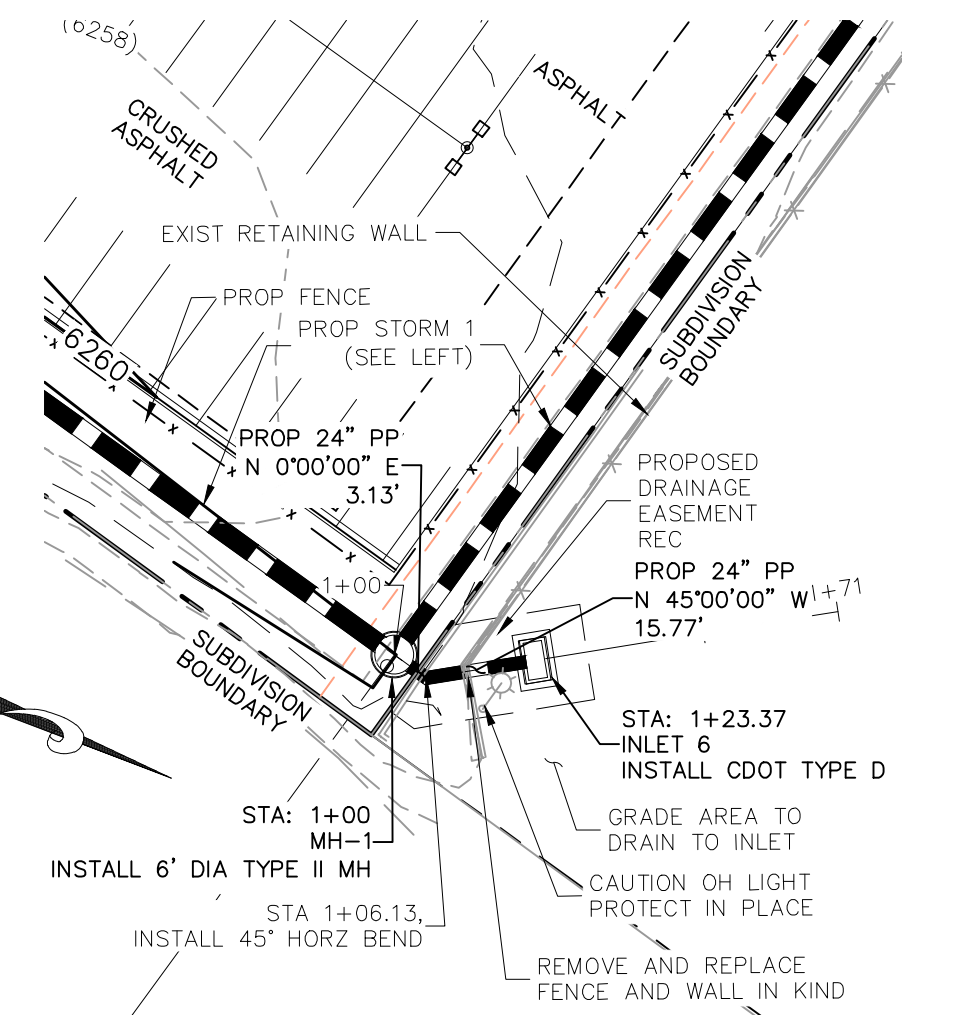 (6258)
CRUSHED
ASPHALT
ASPHALT
EXIST RETAINING WALL
SUBDIVISION
BOUNDARY
PROP FENCE
PROP STORM 1
(SEE LEFT)
6260
PROP 24" PP
N 0°00'00" E
3.13'
PROPOSED
DRAINAGE
EASEMENT
REC
1+00
PROP 24" PP
N 45°00'00" W
15.77'
1+71
SUBDIVISION
BOUNDARY
STA: 1+23.37
INLET 6
INSTALL CDOT TYPE D
STA: 1+00
MH-1
INSTALL 6' DIA TYPE II MH
GRADE AREA TO
DRAIN TO INLET
CAUTION OH LIGHT
PROTECT IN PLACE
STA 1+06.13,
INSTALL 45° HORZ BEND
REMOVE AND REPLACE
FENCE AND WALL IN KIND